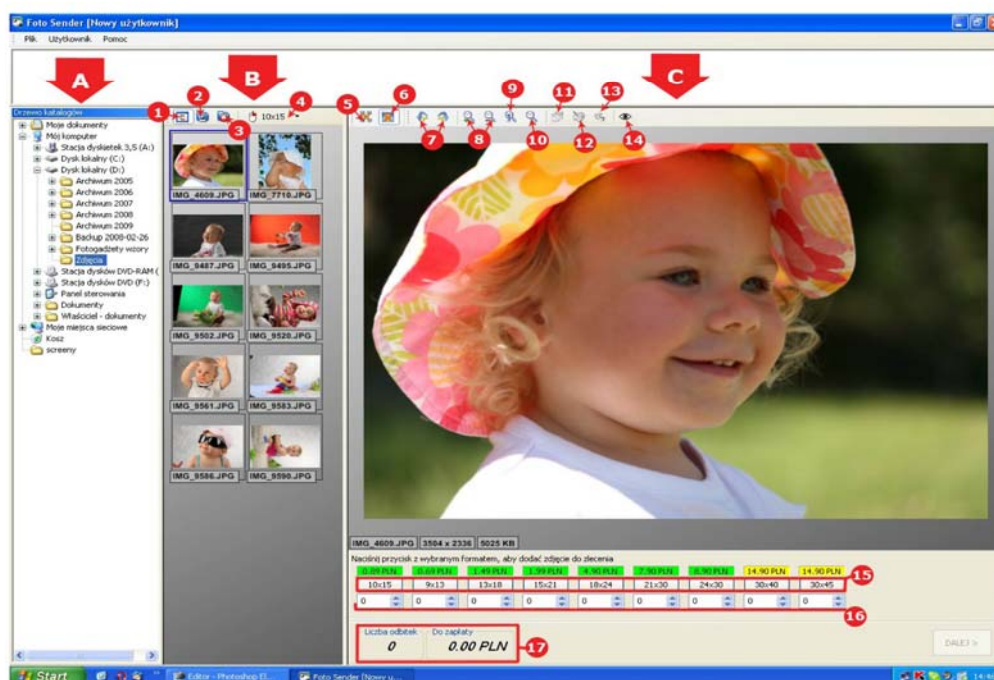 Foto Sender [Nowy użytkownik]
Plik Użytkownik Pomoc
A
B
C
1
2
3
4
5
6
7
8
9
10
11
12
13
14
10x15
Drzewo katalogów
Moje dokumenty
Mój komputer
Stacja dyskietek 3,5 (A:)
Dysk lokalny (C:)
Dysk lokalny (D:)
Archiwum 2005
Archiwum 2006
Archiwum 2007
Archiwum 2008
Archiwum 2009
Backup 2008-02-26
Fotogadżety wzory
Zdjęcia
Stacja dysków DVD-RAM (
Stacja dysków DVD (F:)
Panel sterowania
Dokumenty
Właściciel - dokumenty
Moje miejsca sieciowe
Kosz
screeny
IMG_4609.JPG IMG_7710.JPG
IMG_9487.JPG IMG_9495.JPG
IMG_9502.JPG IMG_9520.JPG
IMG_9561.JPG IMG_9583.JPG
IMG_9586.JPG IMG_9590.JPG
IMG_4609.JPG 3504 x 2336 5025 KB
Naciśnij przycisk z wybranym formatem, aby dodać zdjęcie do zlecenia
0.89 PLN 0.69 PLN 1.49 PLN 1.99 PLN 4.90 PLN 7.90 PLN 8.90 PLN 14.90 PLN 14.90 PLN
10x15 9x13 13x18 15x21 18x24 21x30 24x30 30x40 30x45
15
0 0 0 0 0 0 0 0 0
16
Liczba odbitek Do zapłaty
0 0.00 PLN
17
DALEJ >
Start Editor - Photoshop El... Foto Sender [Nowy u...